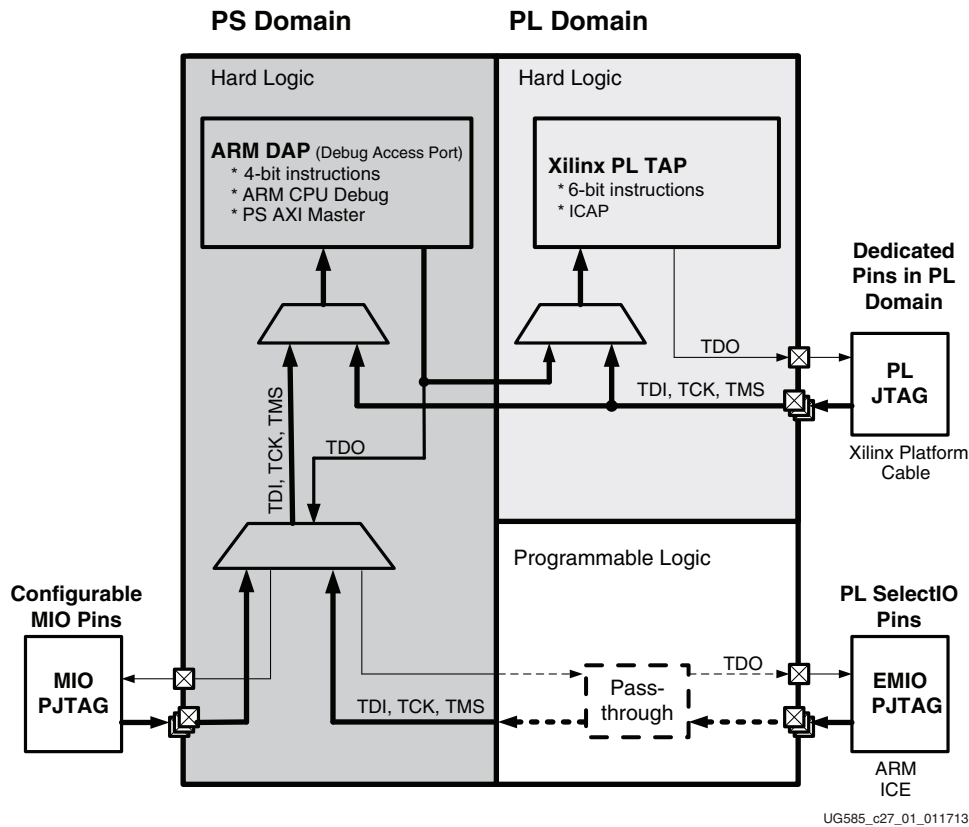 PS Domain
PL Domain
Hard Logic
Hard Logic
ARM DAP (Debug Access Port)
* 4-bit instructions
* ARM CPU Debug
* PS AXI Master
Xilinx PL TAP
* 6-bit instructions
* ICAP
Dedicated
Pins in PL
Domain
TDO
PL
JTAG
TDI, TCK, TMS
Xilinx Platform
Cable
TDI, TCK, TMS
TDO
Programmable Logic
Configurable
MIO Pins
PL SelectIO
Pins
MIO
PJTAG
TDI, TCK, TMS
Pass-
through
TDO
EMIO
PJTAG
ARM
ICE
UG585_c27_01_011713